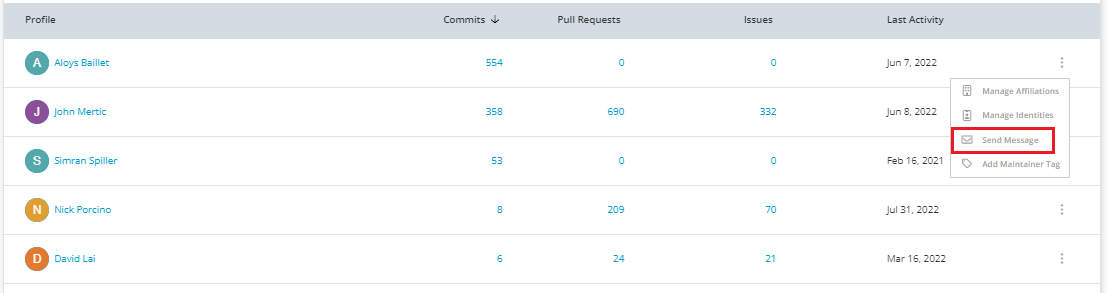 Profile Commits ↓ Pull Requests Issues Last Activity
A Aloys Baillet 554 0 0 Jun 7, 2022
Manage Affiliations
J John Mertic 358 690 332 Jun 8, 2022
Manage Identities
Send Message
S Simran Spiller 53 0 0 Feb 16, 2021
Add Maintainer Tag
N Nick Porcino 8 209 70 Jul 31, 2022
D David Lai 6 24 21 Mar 16, 2022